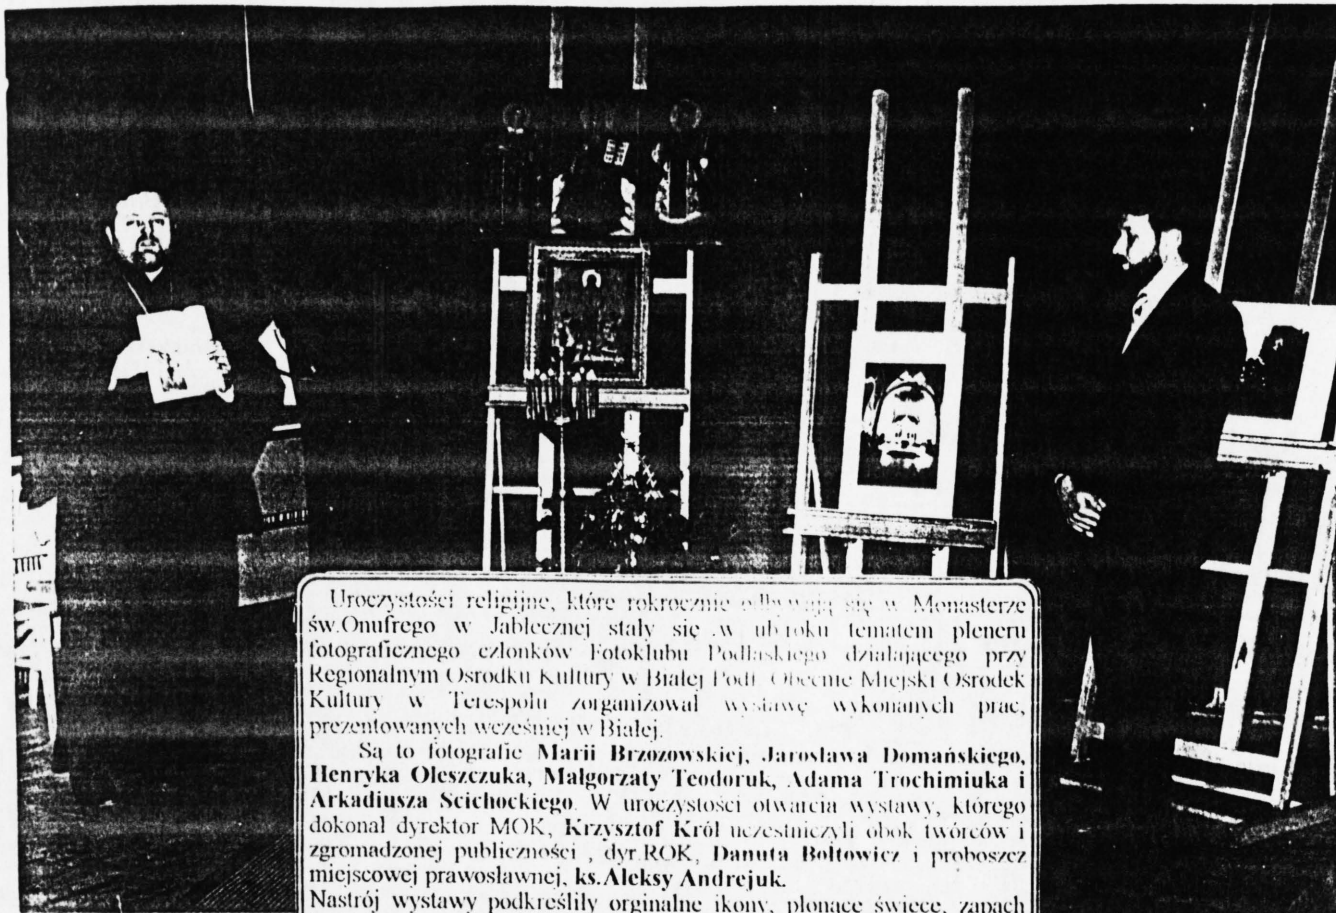 Uroczystości religijne, które rokrocznie odbywają się w Monasterze
św.Onufrego w Jabłecznej stały się .w ub.roku tematem pleneru
fotograficznego członków Fotoklubu Podlaskiego działającego przy
Regionalnym Ośrodku Kultury w Białej Podl. Obecnie Miejski Ośrodek
Kultury w Terespolu zorganizował wystawę wykonanych prac,
prezentowanych wcześniej w Białej.
Są to fotografie Marii Brzozowskiej, Jarosława Domańskiego,
Henryka Oleszczuka, Małgorzaty Teodoruk, Adama Trochimiuka i
Arkadiusza Scichockiego. W uroczystości otwarcia wystawy, którego
dokonał dyrektor MOK, Krzysztof Król uczestniczyli obok twórców i
zgromadzonej publiczności , dyr.ROK, Danuta Bołtowicz i proboszcz
miejscowej prawosławnej, ks.Aleksy Andrejuk.
Nastrój wystawy podkreśliły orginalne ikony, płonące świece, zapach